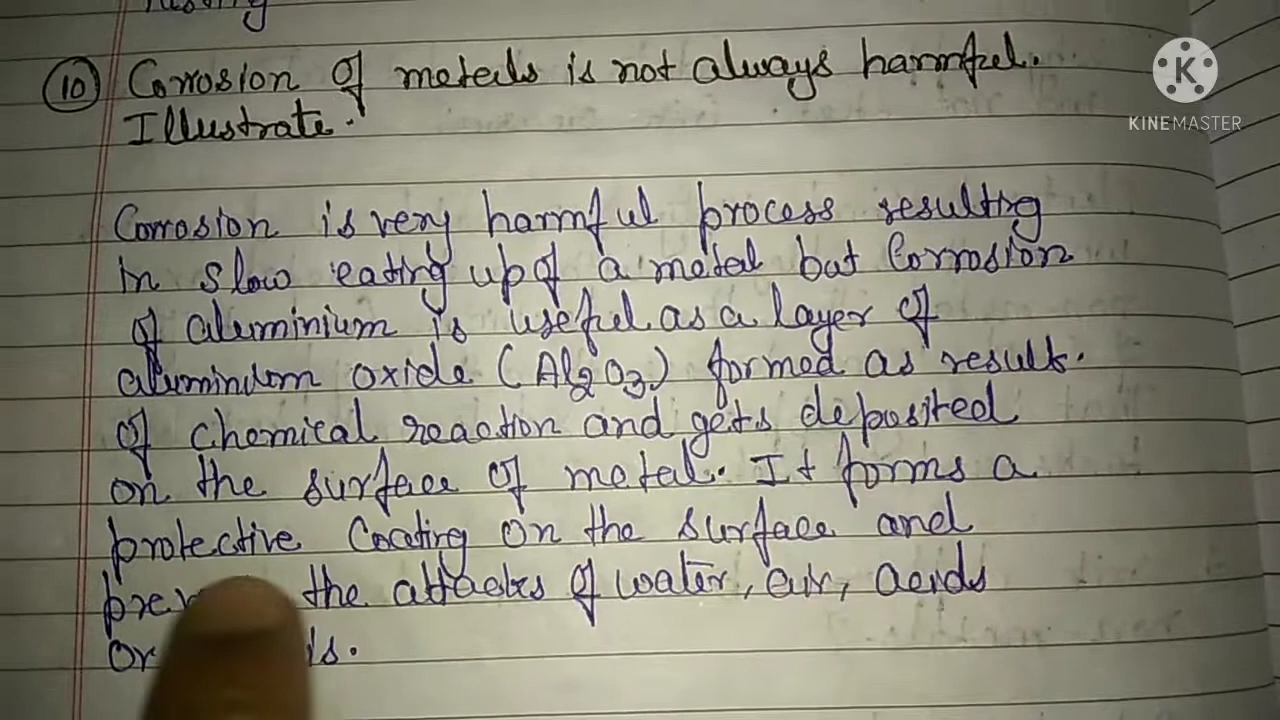 10 Corrosion of metals is not always harmful.
Illustrate.
Corrosion is very harmful process resulting
in slow eating up of a metal but Corrosion
of aluminium is useful as a layer of
aluminium oxide (Al2O3) formed as result.
of chemical reaction and gets deposited
on the surface of metal. It forms a
protective Coating on the surface and
the attacks of water, air, acids
or
KINEMASTER